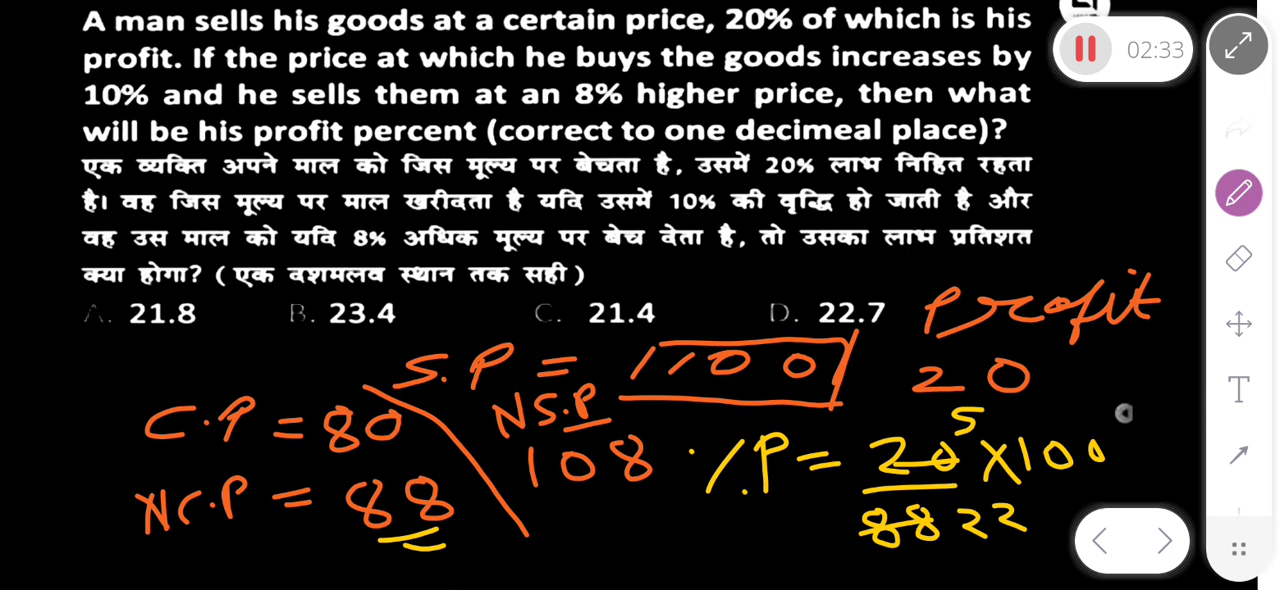 A man sells his goods at a certain price, 20% of which is his
profit. If the price at which he buys the goods increases by
10% and he sells them at an 8% higher price, then what
will be his profit percent (correct to one decimeal place)?
एक व्यक्ति अपने माल को जिस मूल्य पर बेचता है, उसमें 20% लाभ निहित रहता
है। वह जिस मूल्य पर माल खरीदता है यदि उसमें 10% की वृद्धि हो जाती है और
वह उस माल को यदि 8% अधिक मूल्य पर बेच देता है, तो उसका लाभ प्रतिशत
क्या होगा? ( एक दशमलव स्थान तक सही )
A. 21.8 B. 23.4 C. 21.4 D. 22.7
Profit
S.P = 20
C.P = 80 N S.P 5
108 . /.P = 20 X 100
N C.P = 88 88 22
02:33
T